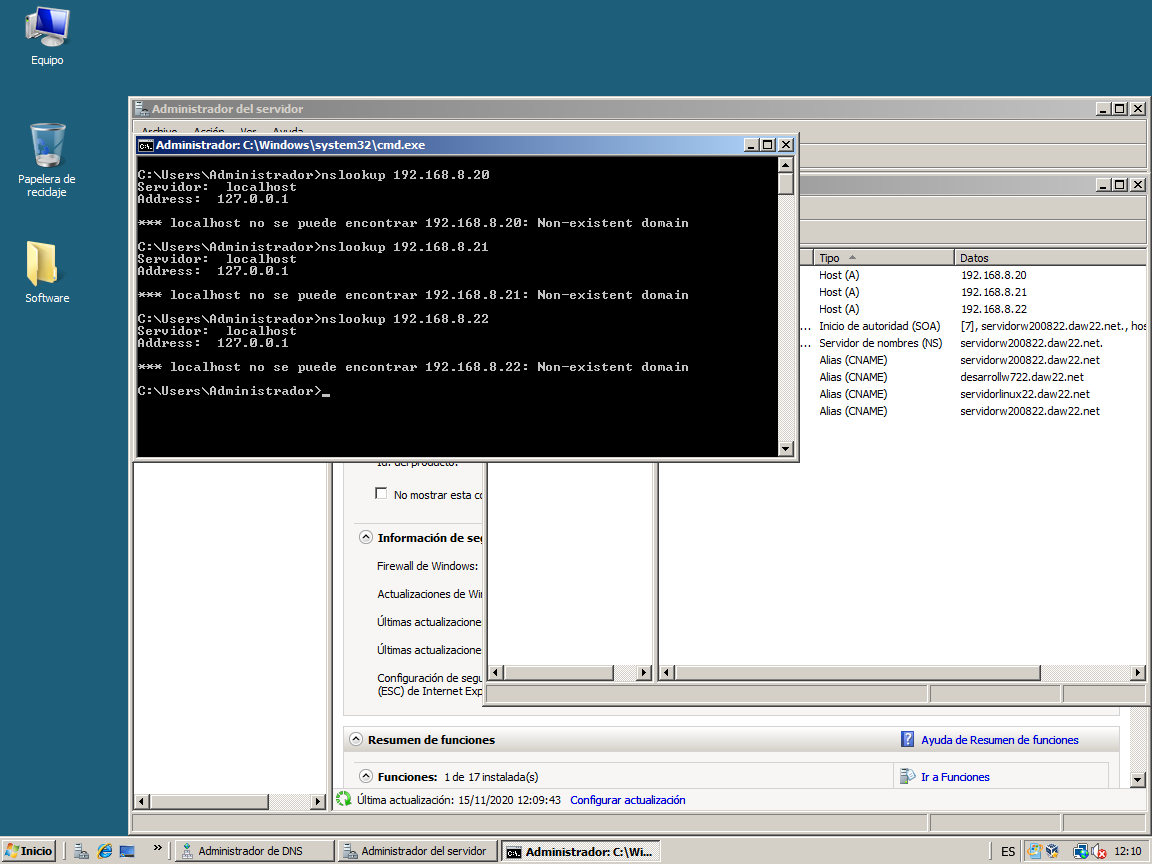 Equipo
Papelera de
reciclaje
Software
Administrador del servidor
Archivo Acción Ver Ayuda
Administrador: C:\Windows\system32\cmd.exe
C:\Users\Administrador>nslookup 192.168.8.20
Servidor: localhost
Address: 127.0.0.1
*** localhost no se puede encontrar 192.168.8.20: Non-existent domain
C:\Users\Administrador>nslookup 192.168.8.21
Servidor: localhost
Address: 127.0.0.1
*** localhost no se puede encontrar 192.168.8.21: Non-existent domain
C:\Users\Administrador>nslookup 192.168.8.22
Servidor: localhost
Address: 127.0.0.1
*** localhost no se puede encontrar 192.168.8.22: Non-existent domain
C:\Users\Administrador>_
Tipo Datos
Host (A) 192.168.8.20
Host (A) 192.168.8.21
Host (A) 192.168.8.22
... Inicio de autoridad (SOA) [7], servidorw200822.daw22.net., hos
... Servidor de nombres (NS) servidorw200822.daw22.net.
Alias (CNAME) servidorw200822.daw22.net
Alias (CNAME) desarrollw722.daw22.net
Alias (CNAME) servidorlinux22.daw22.net
Alias (CNAME) servidorw200822.daw22.net
Id. del producto:
No mostrar esta co
Información de seg
Firewall de Windows:
Actualizaciones de Win
Últimas actualizacione
Últimas actualizacione
Configuración de segu
(ESC) de Internet Exp
Resumen de funciones Ayuda de Resumen de funciones
Funciones: 1 de 17 instalada(s) Ir a Funciones
Última actualización: 15/11/2020 12:09:43 Configurar actualización
Inicio » Administrador de DNS Administrador del servidor Administrador: C:\Wi... ES 12:10